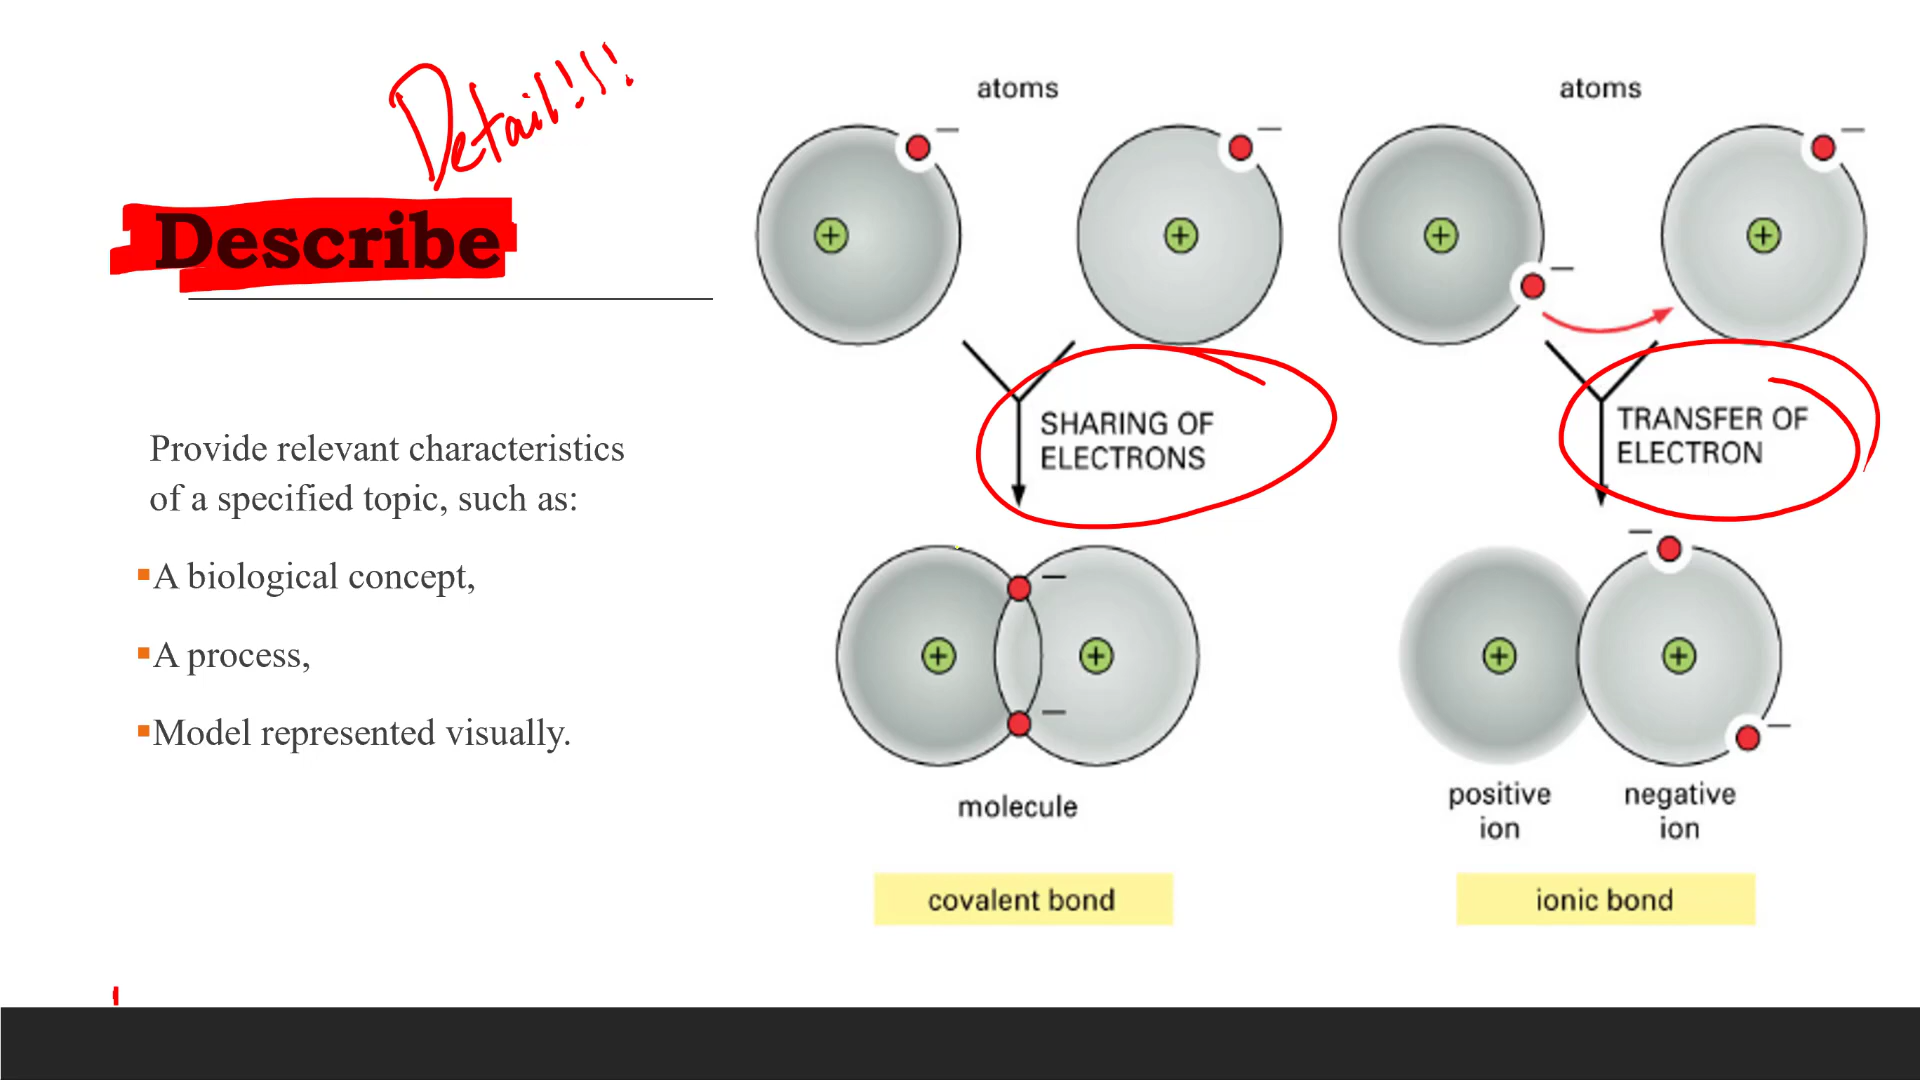 Detail!!!
Describe
Provide relevant characteristics
of a specified topic, such as:
▪A biological concept,
▪A process,
▪Model represented visually.
atoms
SHARING OF
ELECTRONS
molecule
covalent bond
atoms
TRANSFER OF
ELECTRON
positive
ion
negative
ion
ionic bond